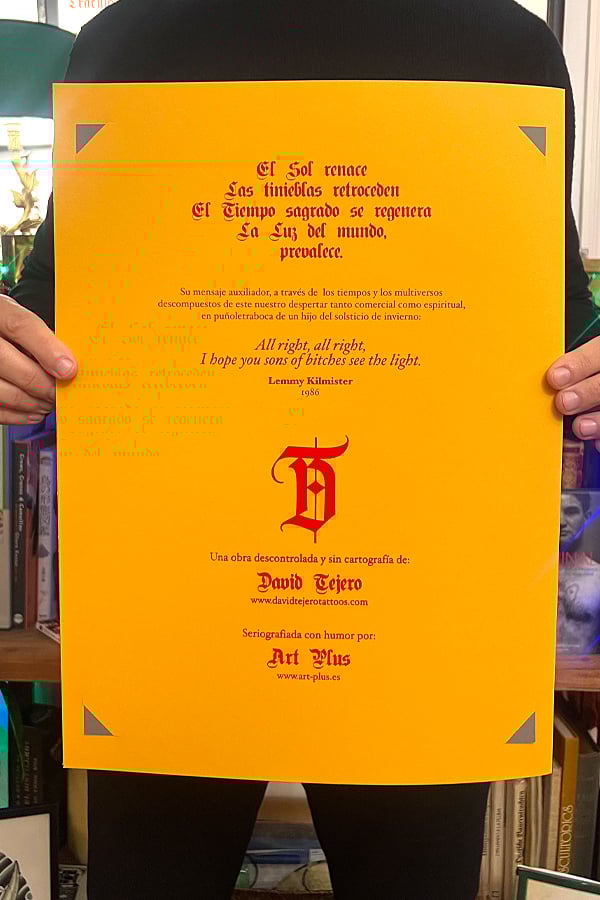 El Sol renace
Las tinieblas retroceden
El Tiempo sagrado se regenera
La Luz del mundo,
prevalece.
Su mensaje auxiliador, a través de los tiempos y los multiversos
descompuestos de este nuestro despertar tanto comercial como espiritual,
en puñoletraboca de un hijo del solsticio de invierno:
All right, all right,
I hope you sons of bitches see the light.
Lemmy Kilmister
1986
Una obra descontrolada y sin cartografía de:
David Tejero
www.davidtejerotattoos.com
Seriografiada con humor por:
Art Plus
www.art-plus.es